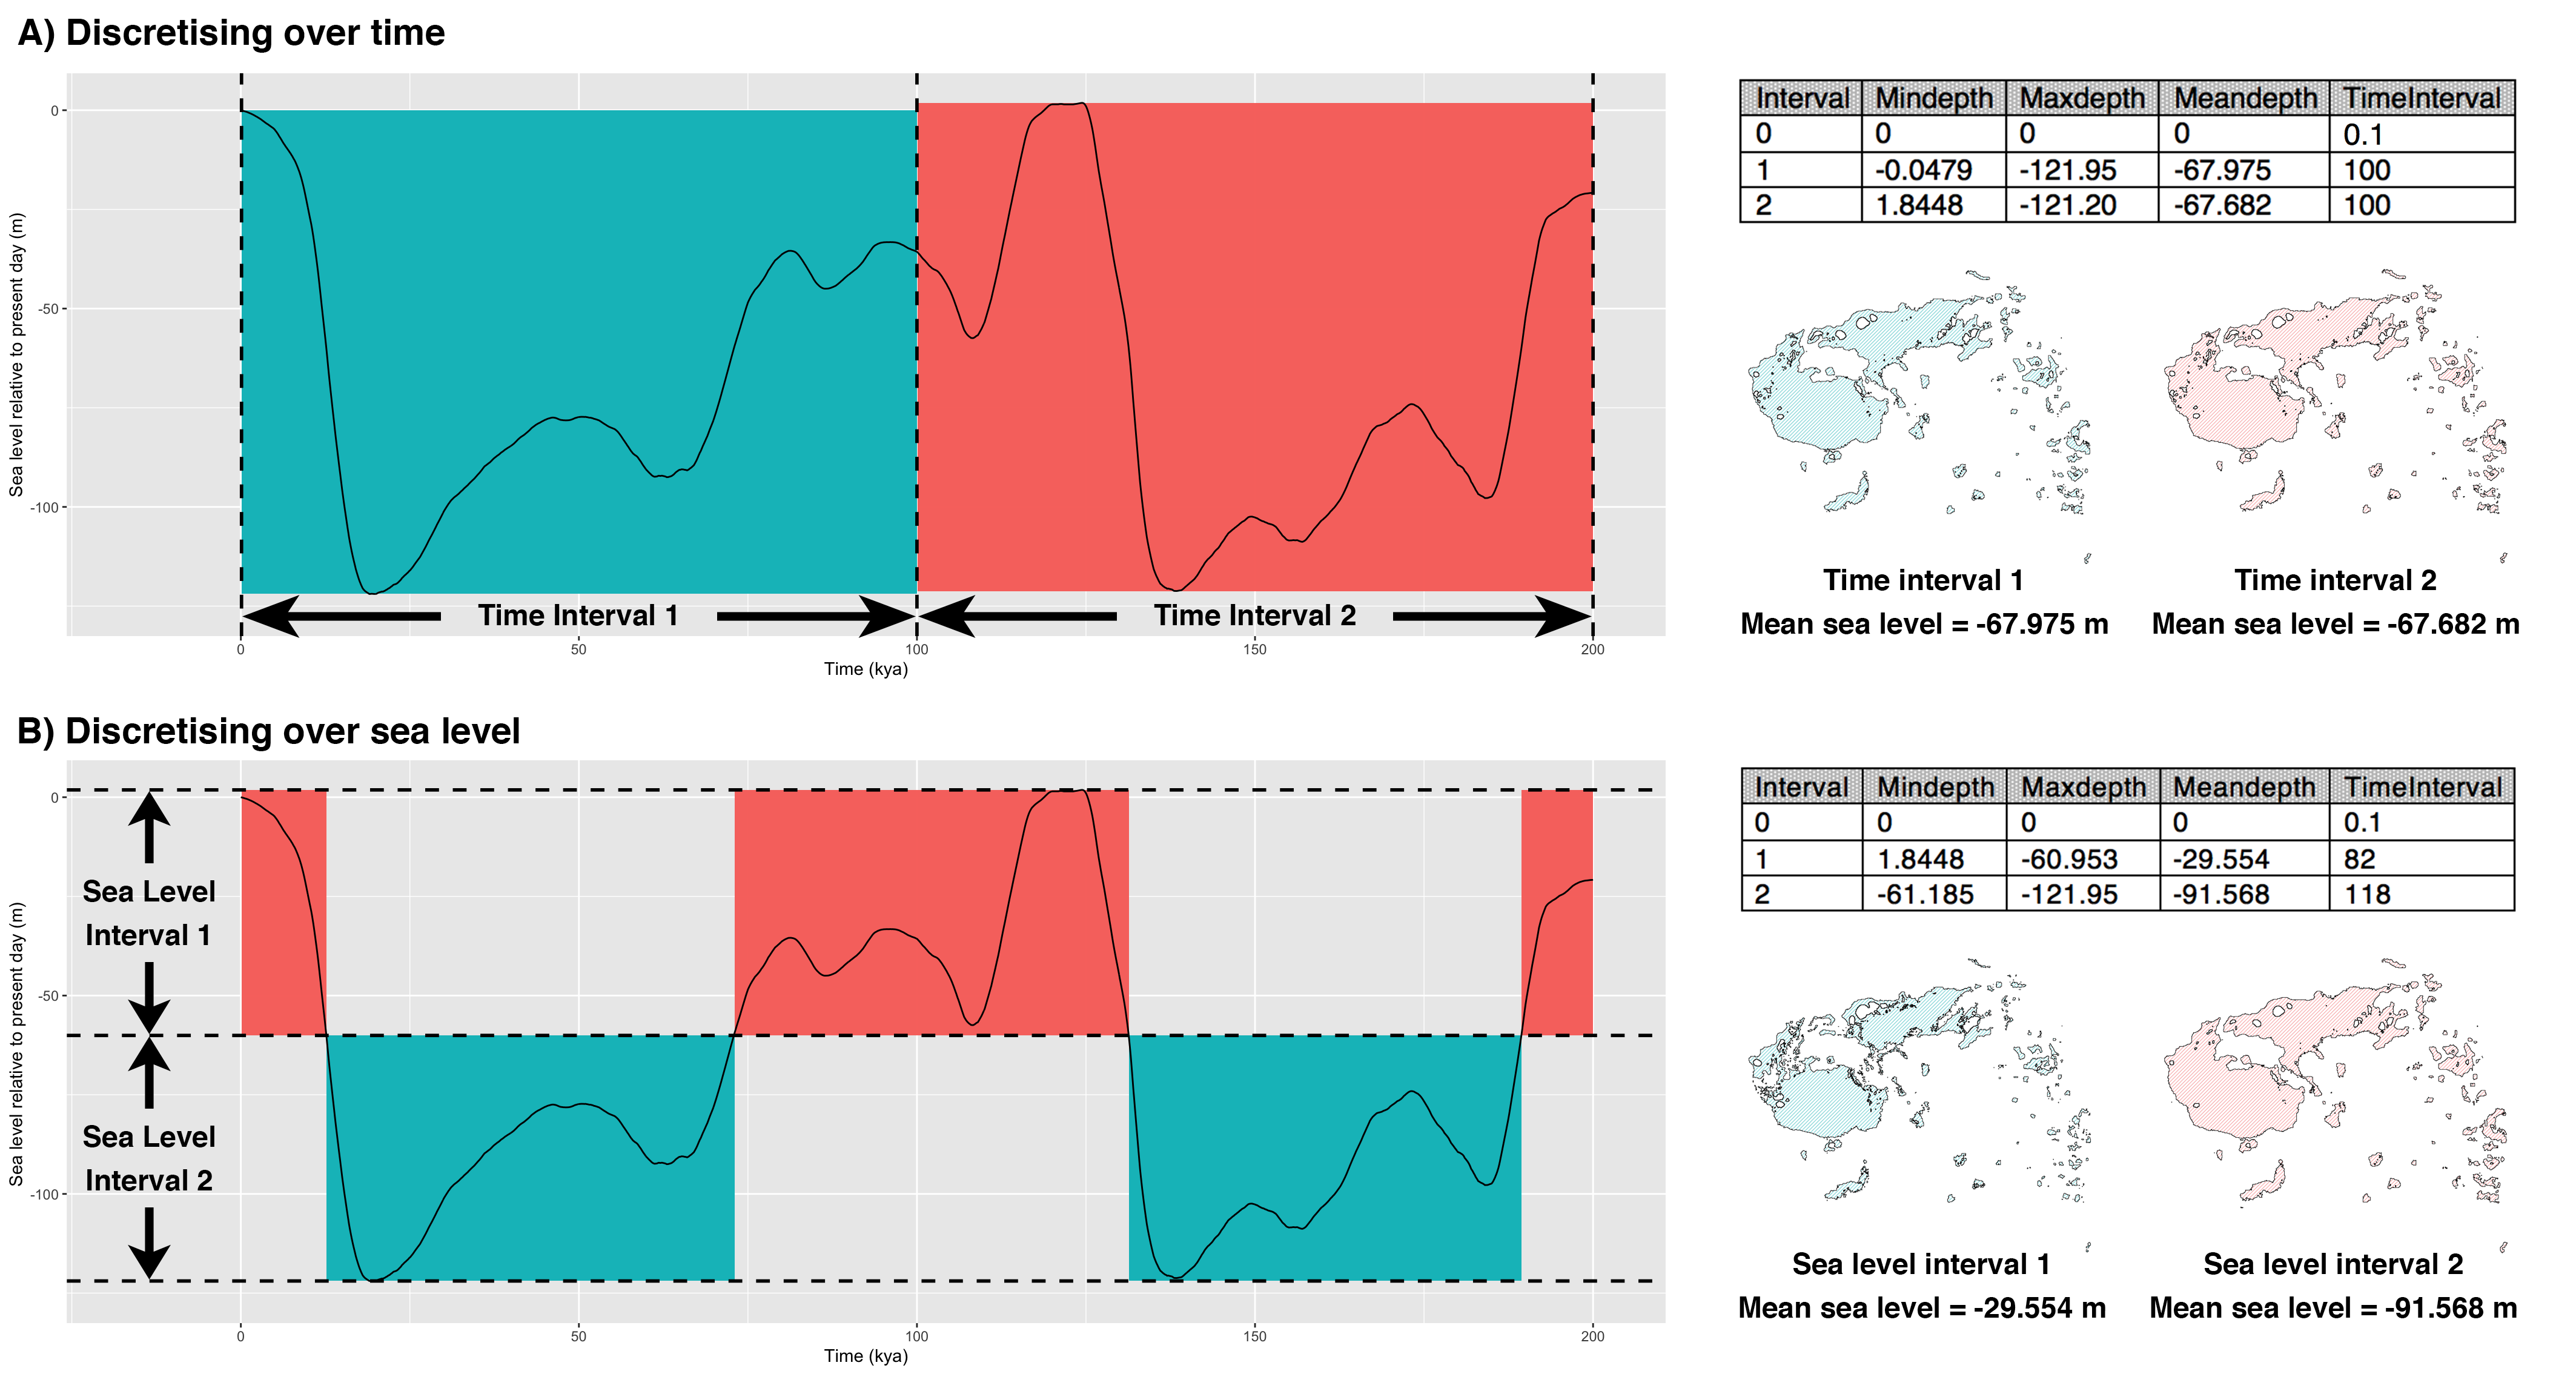 A) Discretising over time
Sea level relative to present day (m)
0
-50
-100
Time Interval 1
Time Interval 2
0
50
100
150
200
Time (kya)
Interval Mindepth Maxdepth Meandepth TimeInterval
0 0 0 0 0.1
1 -0.0479 -121.95 -67.975 100
2 1.8448 -121.20 -67.682 100
Time interval 1
Mean sea level = -67.975 m
Time interval 2
Mean sea level = -67.682 m
B) Discretising over sea level
Sea level relative to present day (m)
0
-50
-100
Sea Level
Interval 1
Sea Level
Interval 2
0
50
100
150
200
Time (kya)
Interval Mindepth Maxdepth Meandepth TimeInterval
0 0 0 0 0.1
1 1.8448 -60.953 -29.554 82
2 -61.185 -121.95 -91.568 118
Sea level interval 1
Mean sea level = -29.554 m
Sea level interval 2
Mean sea level = -91.568 m